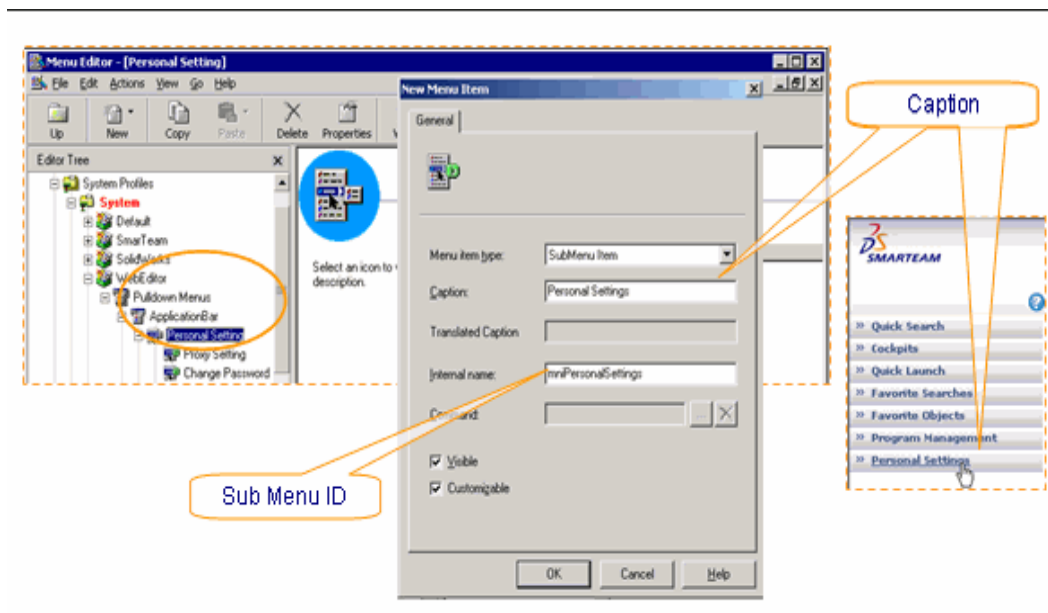 Menu Editor - [Personal Setting]
File Edit Actions View Go Help
Up New Copy Paste Delete Properties
Editor Tree
System Profiles
System
Default
SmarTeam
SolidWorks
WebEditor
Pulldown Menus
ApplicationBar
Personal Setting
Proxy Setting
Change Password
Select an icon to
description.
New Menu Item
General
Menu item type: SubMenu Item
Caption: Personal Settings
Translated Caption
Internal name: mniPersonalSettings
Command:
Visible
Customizable
OK Cancel Help
Sub Menu ID
Caption
SMARTEAM
?
» Quick Search
» Cockpits
» Quick Launch
» Favorite Searches
» Favorite Objects
» Program Management
» Personal Settings